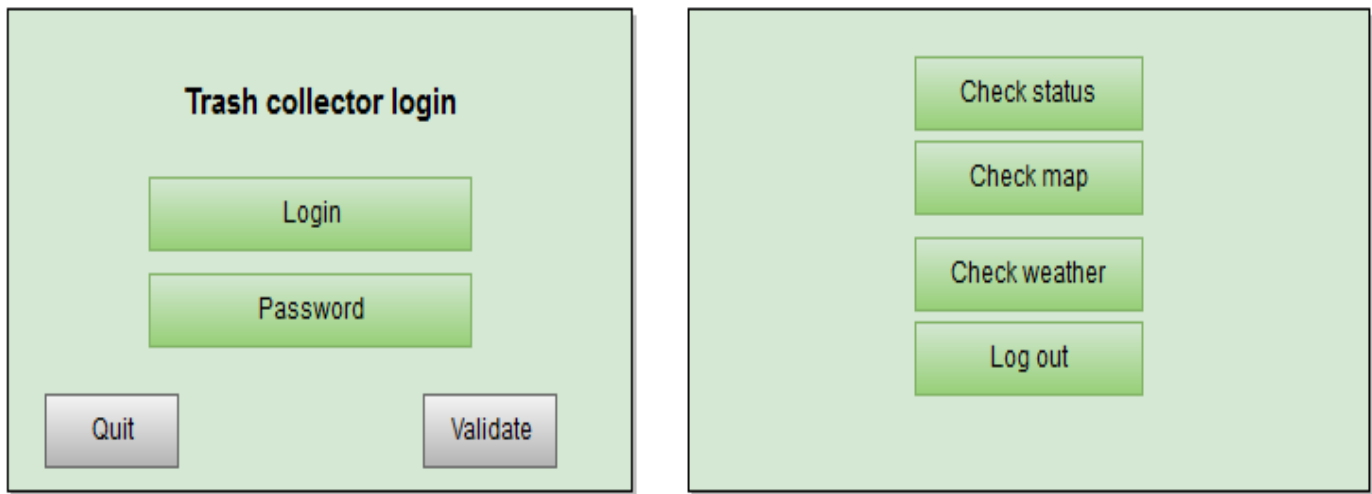 Trash collector login
Login
Password
Quit
Validate
Check status
Check map
Check weather
Log out